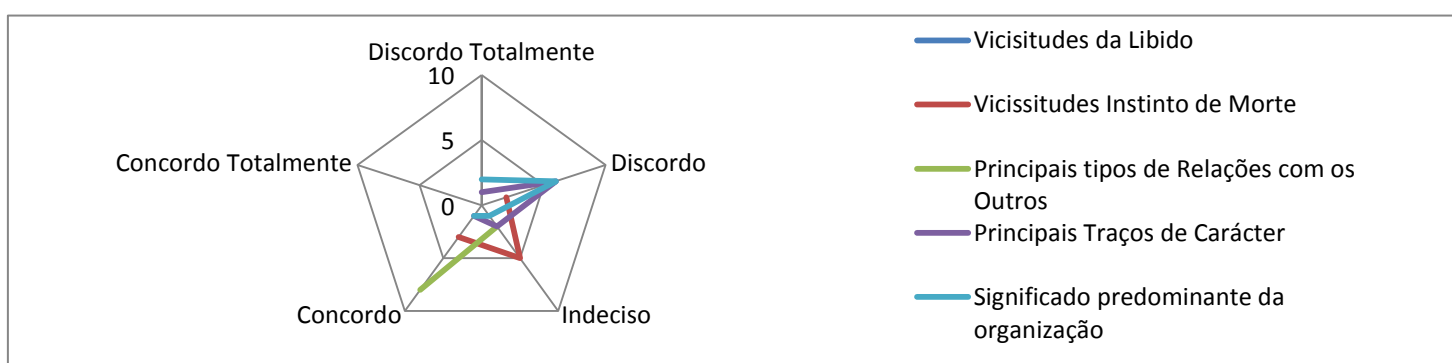 Discordo Totalmente
10
5
0
Discordo
Indeciso
Concordo
Concordo Totalmente
Vicisitudes da Libido
Vicissitudes Instinto de Morte
Principais tipos de Relações com os
Outros
Principais Traços de Carácter
Significado predominante da
organização